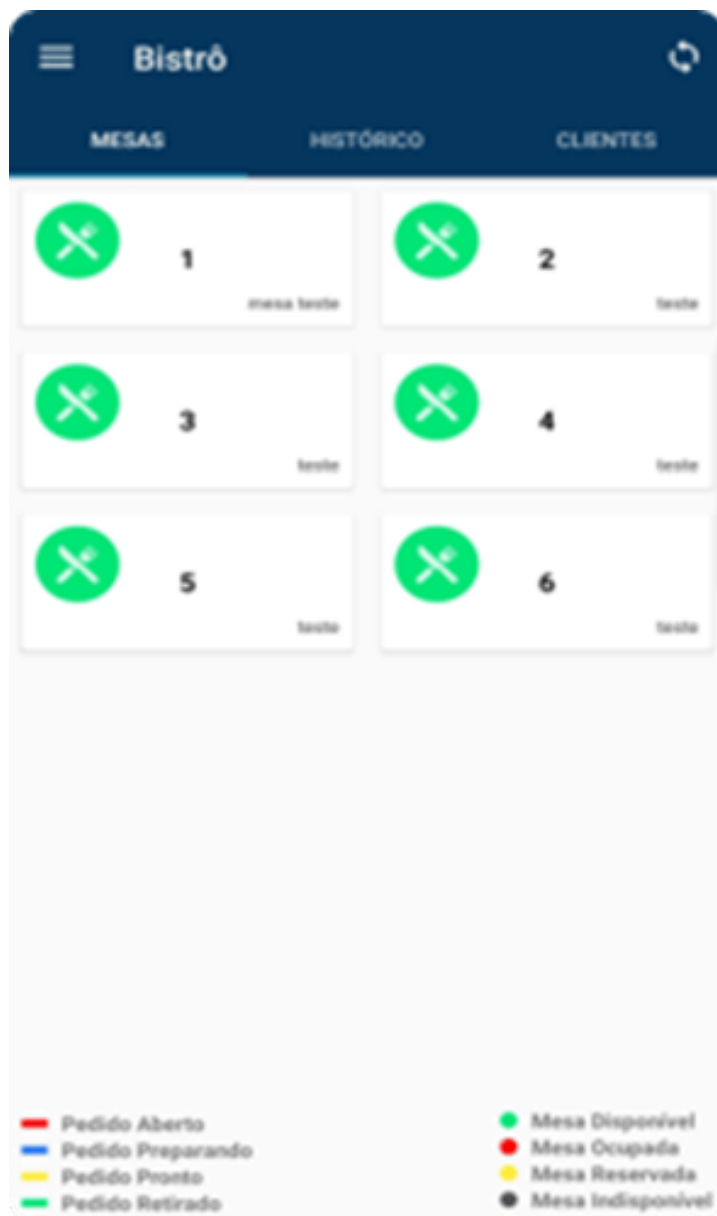 Bistrô
MESAS HISTÓRICO CLIENTES
1 2
mesa teste teste
3 4
teste teste
5 6
teste teste
Pedido Aberto Mesa Disponível
Pedido Preparando Mesa Ocupada
Pedido Pronto Mesa Reservada
Pedido Retirado Mesa Indisponível